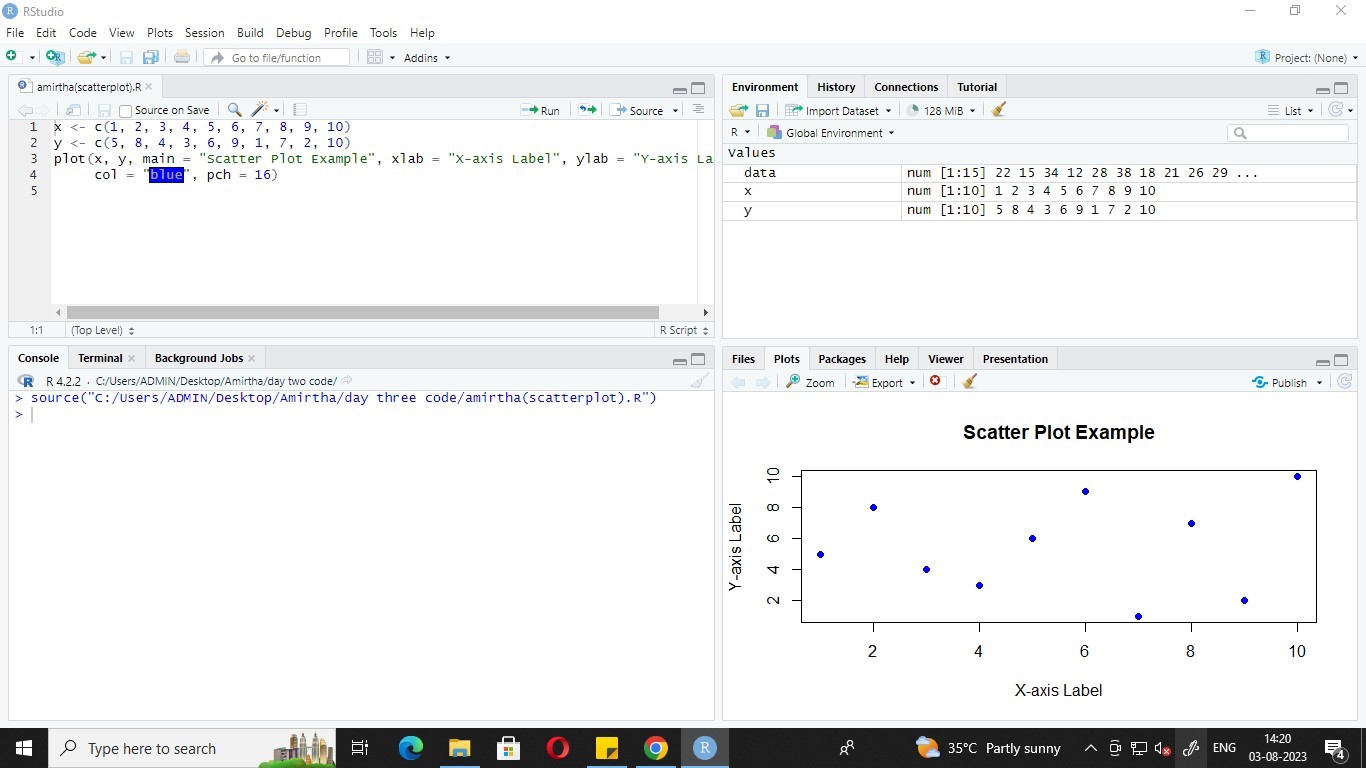 RStudio
File Edit Code View Plots Session Build Debug Profile Tools Help
Go to file/function Addins Project: (None)
amirtha(scatterplot).R
Source on Save Run Source
1 x <- c(1, 2, 3, 4, 5, 6, 7, 8, 9, 10)
2 y <- c(5, 8, 4, 3, 6, 9, 1, 7, 2, 10)
3 plot(x, y, main = "Scatter Plot Example", xlab = "X-axis Label", ylab = "Y-axis La
4 col = "blue", pch = 16)
5
1:1 (Top Level) R Script
Console Terminal Background Jobs
R R 4.2.2 · C:/Users/ADMIN/Desktop/Amirtha/day two code/
> source("C:/Users/ADMIN/Desktop/Amirtha/day three code/amirtha(scatterplot).R")
>
Environment History Connections Tutorial
Import Dataset 128 MiB List
R Global Environment
Values
data num [1:15] 22 15 34 12 28 38 18 21 26 29 ...
x num [1:10] 1 2 3 4 5 6 7 8 9 10
y num [1:10] 5 8 4 3 6 9 1 7 2 10
Files Plots Packages Help Viewer Presentation
Zoom Export Publish
Scatter Plot Example
Y-axis Label
10
8
6
4
2
2 4 6 8 10
X-axis Label
Type here to search
35°C Partly sunny ENG 14:20
03-08-2023 4